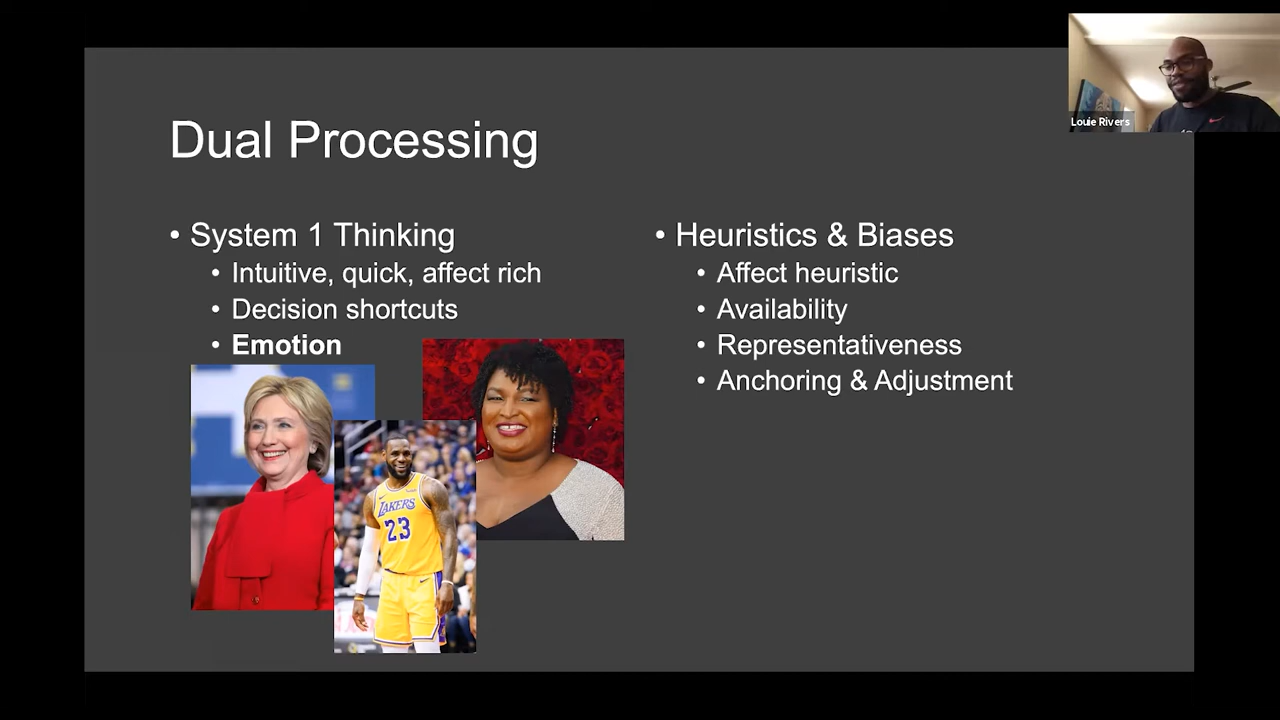 Louie Rivers
Dual Processing
• System 1 Thinking
• Intuitive, quick, affect rich
• Decision shortcuts
• Emotion
• Heuristics & Biases
• Affect heuristic
• Availability
• Representativeness
• Anchoring & Adjustment
LAKERS
23